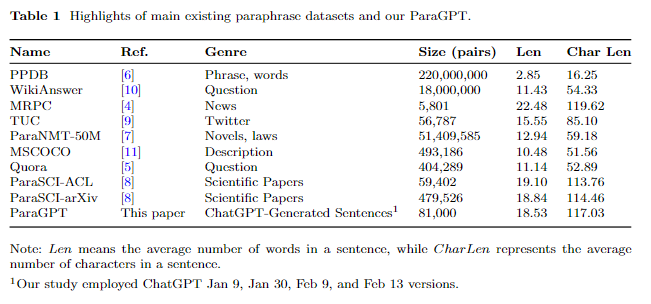 Table 1 Highlights of main existing paraphrase datasets and our ParaGPT.
Name Ref. Genre Size (pairs) Len Char Len
PPDB [6] Phrase, words 220,000,000 2.85 16.25
WikiAnswer [10] Question 18,000,000 11.43 54.33
MRPC [4] News 5,801 22.48 119.62
TUC [9] Twitter 56,787 15.55 85.10
ParaNMT-50M [7] Novels, laws 51,409,585 12.94 59.18
MSCOCO [11] Description 493,186 10.48 51.56
Quora [5] Question 404,289 11.14 52.89
ParaSCI-ACL [8] Scientific Papers 59,402 19.10 113.76
ParaSCI-arXiv [8] Scientific Papers 479,526 18.84 114.46
ParaGPT This paper ChatGPT-Generated Sentences¹ 81,000 18.53 117.03
Note: Len means the average number of words in a sentence, while CharLen represents the average
number of characters in a sentence.
¹Our study employed ChatGPT Jan 9, Jan 30, Feb 9, and Feb 13 versions.